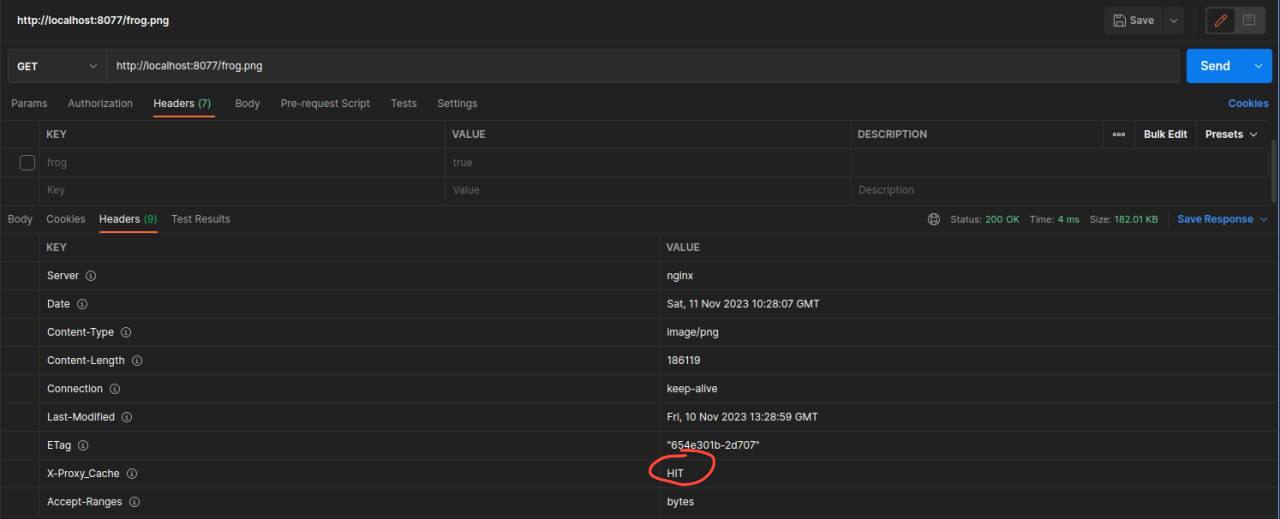 http://localhost:8077/frog.png Save
GET http://localhost:8077/frog.png Send
Params Authorization Headers (7) Body Pre-request Script Tests Settings Cookies
KEY VALUE DESCRIPTION Bulk Edit Presets
frog true
Key Value Description
Body Cookies Headers (9) Test Results Status: 200 OK Time: 4 ms Size: 182.01 KB Save Response
KEY VALUE
Server nginx
Date Sat, 11 Nov 2023 10:28:07 GMT
Content-Type image/png
Content-Length 186119
Connection keep-alive
Last-Modified Fri, 10 Nov 2023 13:28:59 GMT
ETag "654e301b-2d707"
X-Proxy_Cache HIT
Accept-Ranges bytes